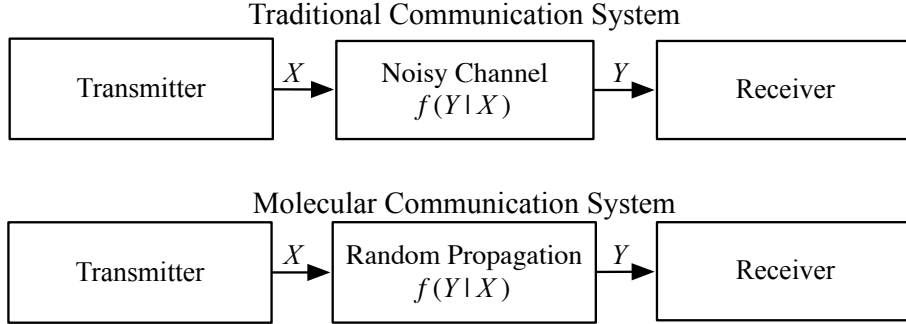 Traditional Communication System
Transmitter
X
Noisy Channel
f(Y|X)
Y
Receiver
Molecular Communication System
Transmitter
X
Random Propagation
f(Y|X)
Y
Receiver